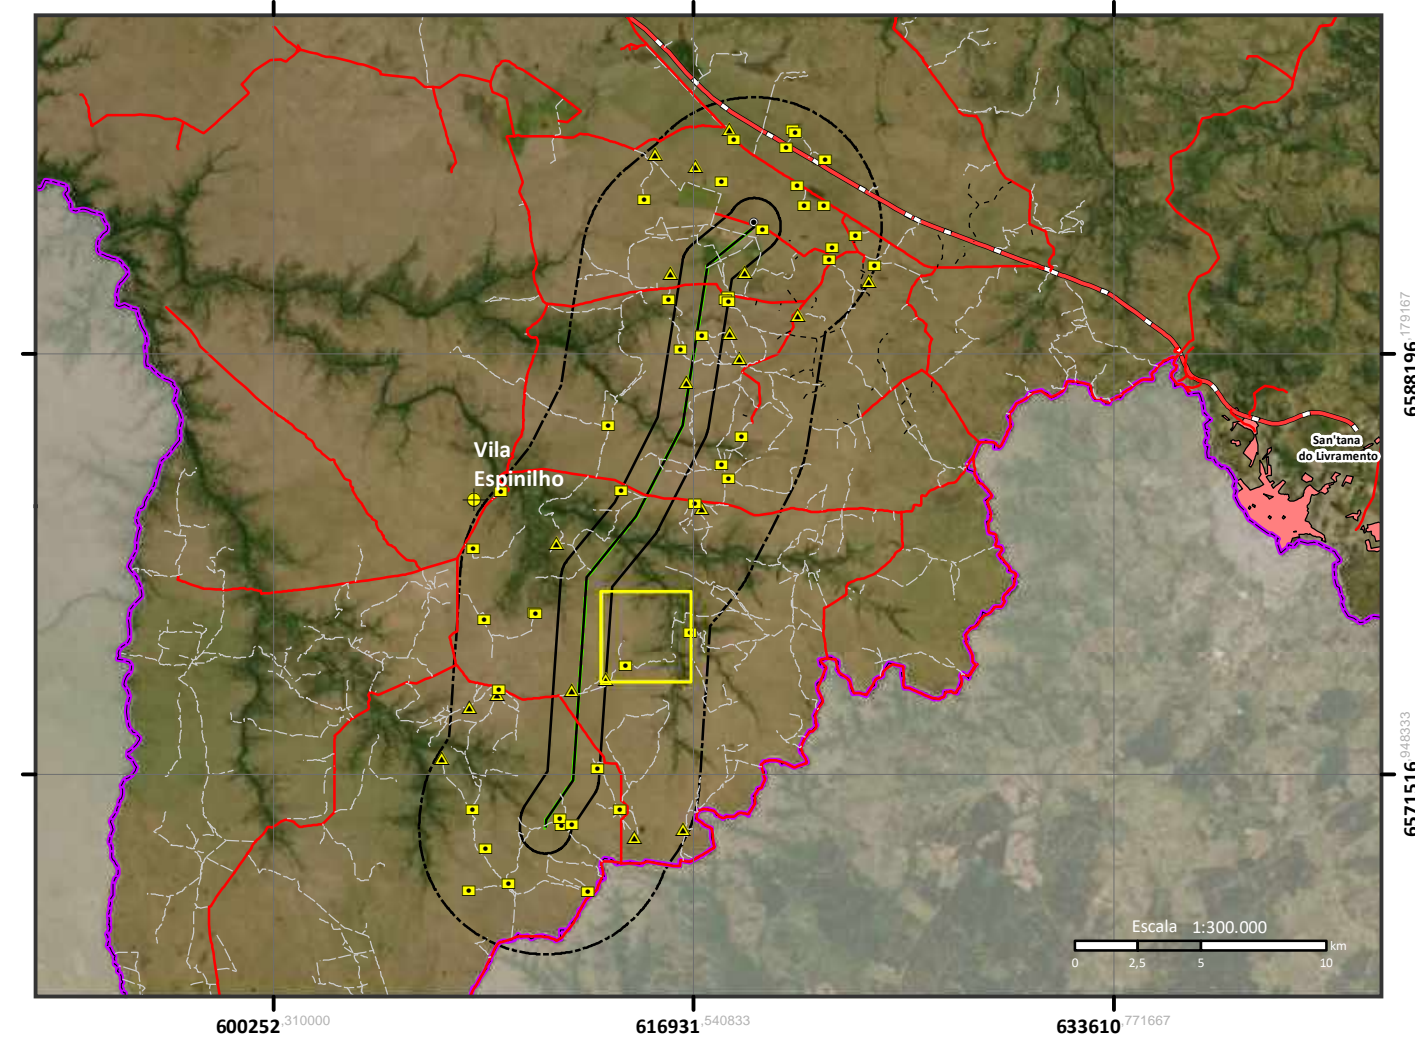 6588196,179167
Vila
Espinilho
San'tana
do Livramento
6571516,948333
Escala 1:300.000
km
0 2,5 5 10
600252,310000 616931,540833 633610,771667